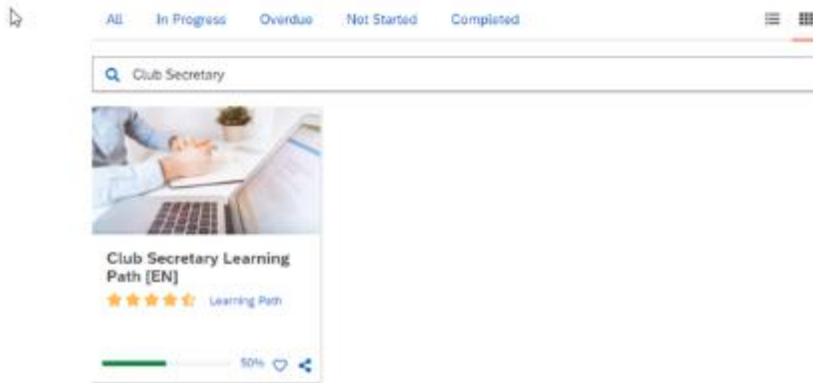 All In Progress Overdue Not Started Completed
Club Secretary
Club Secretary Learning
Path [EN]
Learning Path
50%